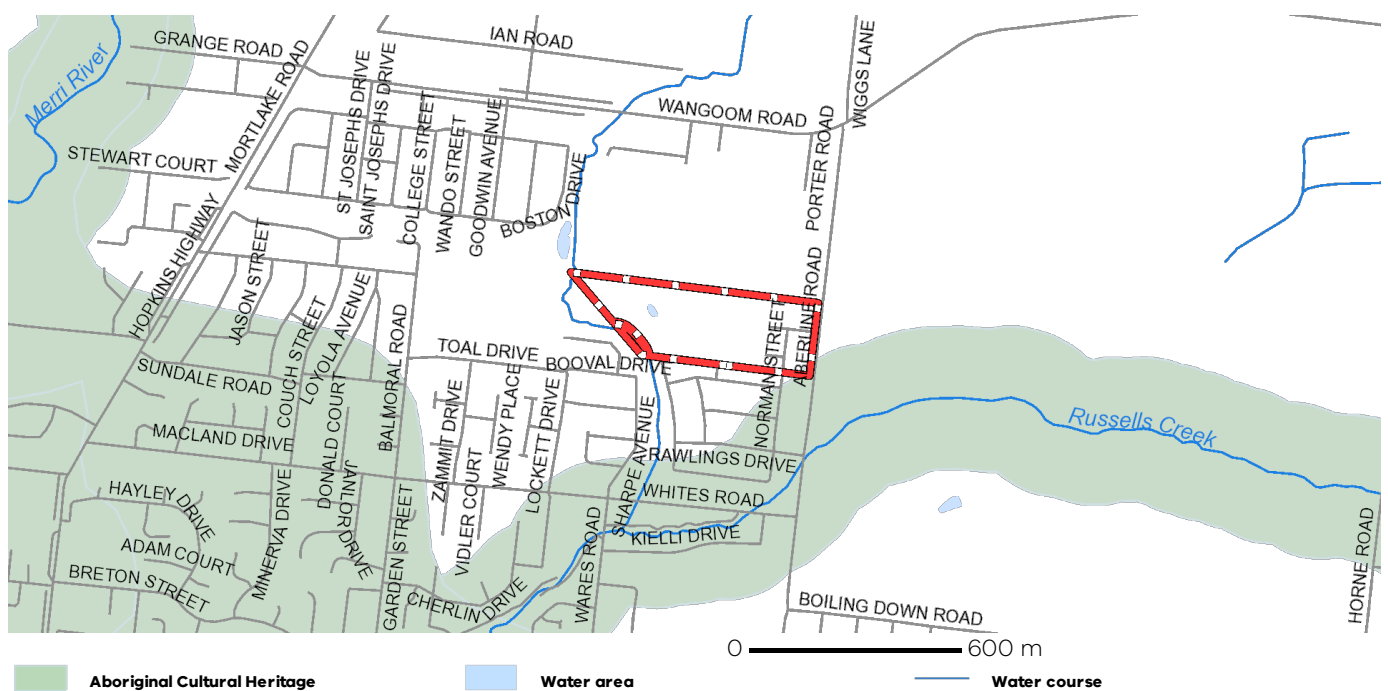 IAN ROAD
GRANGE ROAD
MORTLAKE ROAD
Merri River
WIGGS LANE
WANGOOM ROAD
ST JOSEPHS DRIVE
SAINT JOSEPHS DRIVE
COLLEGE STREET
WANDO STREET
GOODWIN AVENUE
BOSTON DRIVE
PORTER ROAD
STEWART COURT
HOPKINS HIGHWAY
JASON STREET
COUCH STREET
LOYOLA AVENUE
BALMORAL ROAD
ABERLINE ROAD
NORMAN STREET
TOAL DRIVE
BOOVAL DRIVE
SUNDALE ROAD
ZAMMIT DRIVE
WENDY PLACE
LOCKETT DRIVE
SHARPE AVENUE
Russells Creek
MACLAND DRIVE
DONALD COURT
JANLOR DRIVE
VIDLER COURT
RAWLINGS DRIVE
HAYLEY DRIVE
MINERVA DRIVE
WHITES ROAD
ADAM COURT
GARDEN STREET
WARES ROAD
KIELLI DRIVE
HORNE ROAD
BRETON STREET
CHERLIN DRIVE
BOILING DOWN ROAD
0 600 m
Aboriginal Cultural Heritage
Water area
Water course